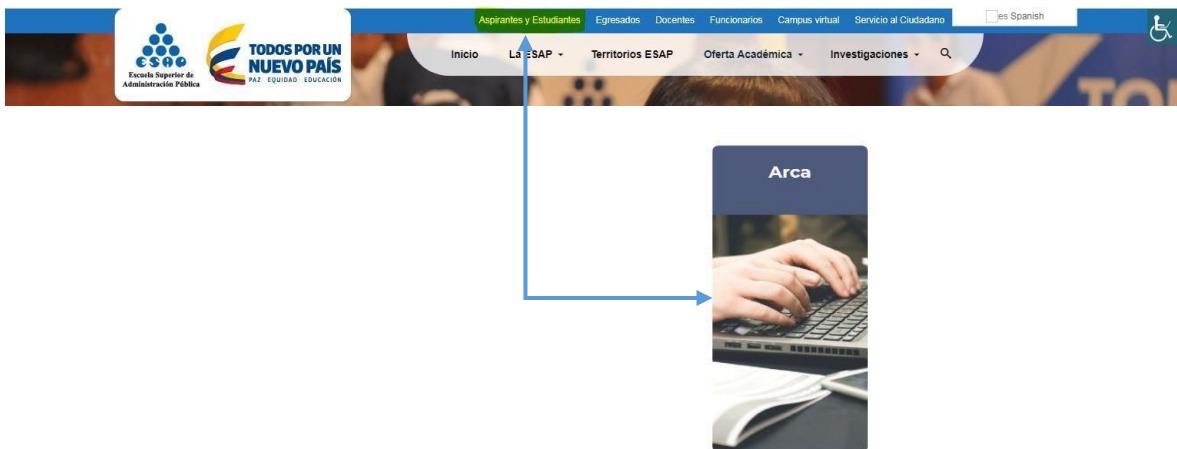 Aspirantes y Estudiantes Egresados Docentes Funcionarios Campus virtual Servicio al Ciudadano es Spanish
esap
Escuela Superior de
Administración Pública
TODOS POR UN
NUEVO PAÍS
PAZ EQUIDAD EDUCACIÓN
Inicio La ESAP Territorios ESAP Oferta Académica Investigaciones
TO
Arca